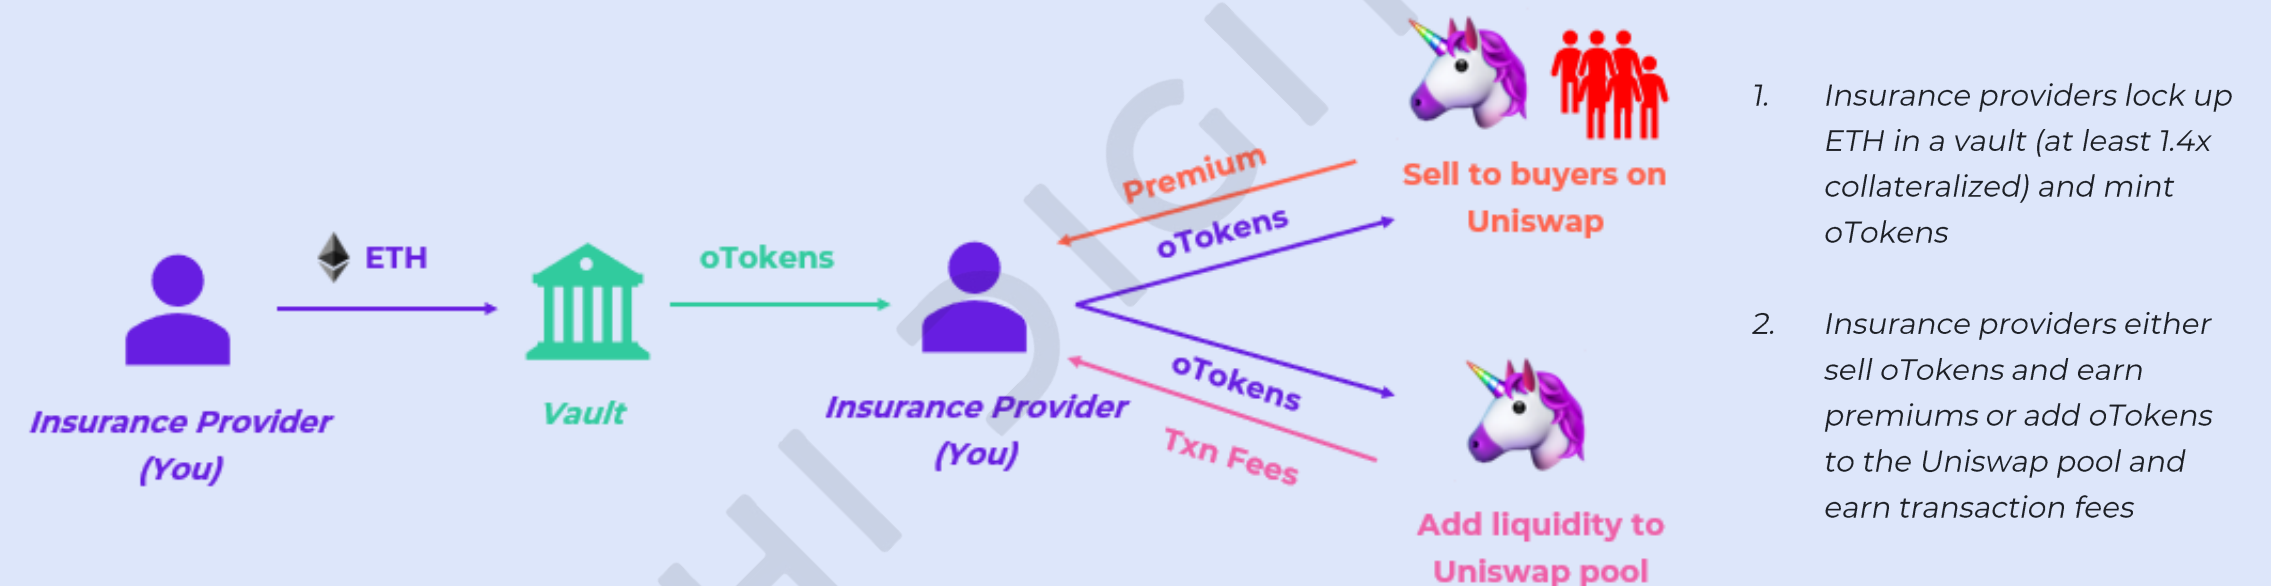 ETH
Insurance Provider
(You)
Vault
oTokens
Insurance Provider
(You)
Premium
oTokens
Sell to buyers on
Uniswap
oTokens
Txn Fees
Add liquidity to
Uniswap pool
1. Insurance providers lock up
ETH in a vault (at least 1.4x
collateralized) and mint
oTokens
2. Insurance providers either
sell oTokens and earn
premiums or add oTokens
to the Uniswap pool and
earn transaction fees